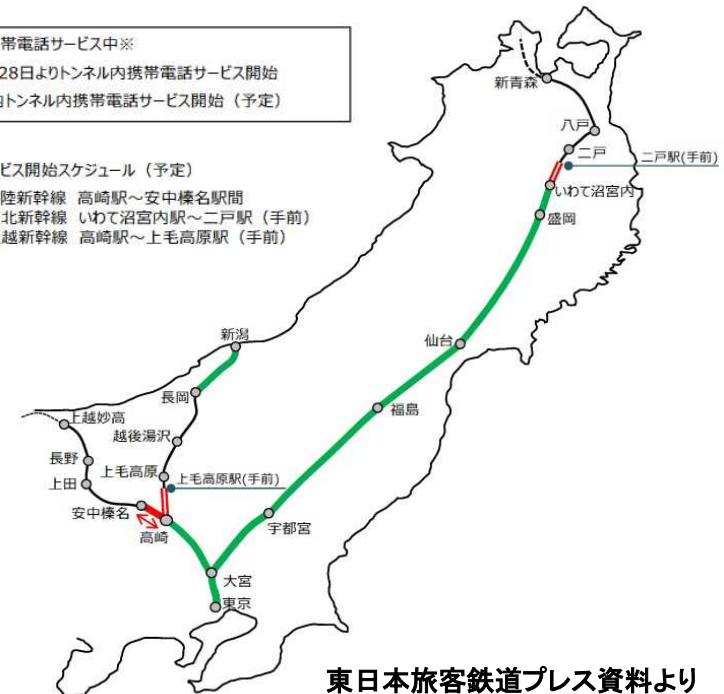 帯電話サービス中※
28日よりトンネル内携帯電話サービス開始
トンネル内携帯電話サービス開始（予定）
ビス開始スケジュール（予定）
陸新幹線 高崎駅～安中榛名駅間
北新幹線 いわて沼宮内駅～二戸駅（手前）
越新幹線 高崎駅～上毛高原駅（手前）
新青森
八戸
二戸
二戸駅(手前)
いわて沼宮内
盛岡
仙台
新潟
長岡
福島
上越妙高
越後湯沢
長野
上毛高原
上毛高原駅(手前)
上田
安中榛名
高崎
宇都宮
大宮
東京
東日本旅客鉄道プレス資料より